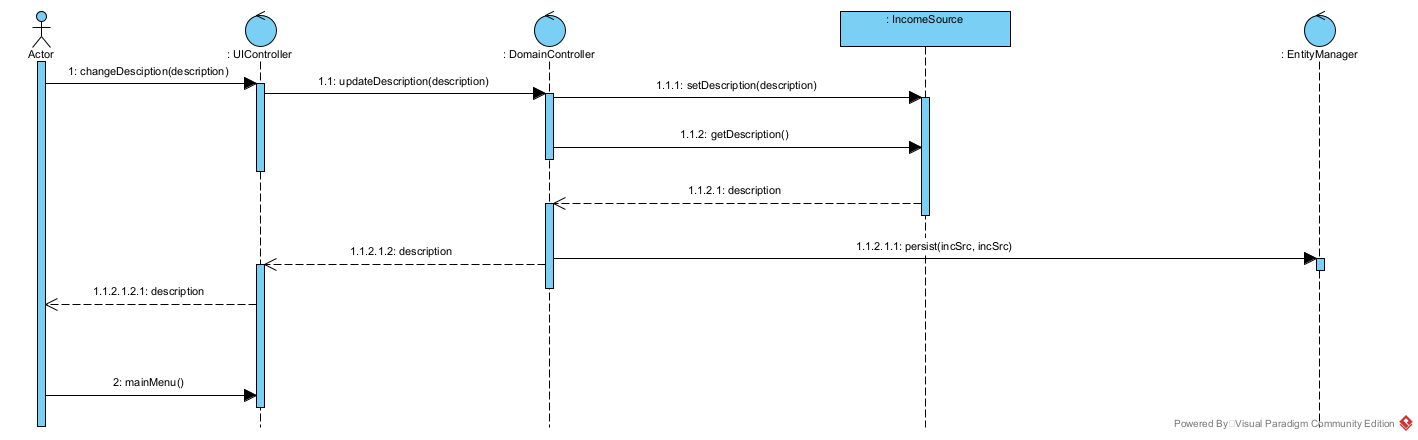 Actor
: UIController
: DomainController
: IncomeSource
: EntityManager
1: changeDesciption(description)
1.1: updateDescription(description)
1.1.1: setDescription(description)
1.1.2: getDescription()
1.1.2.1: description
1.1.2.1.1: persist(incSrc, incSrc)
1.1.2.1.2: description
1.1.2.1.2.1: description
2: mainMenu()
Powered By Visual Paradigm Community Edition